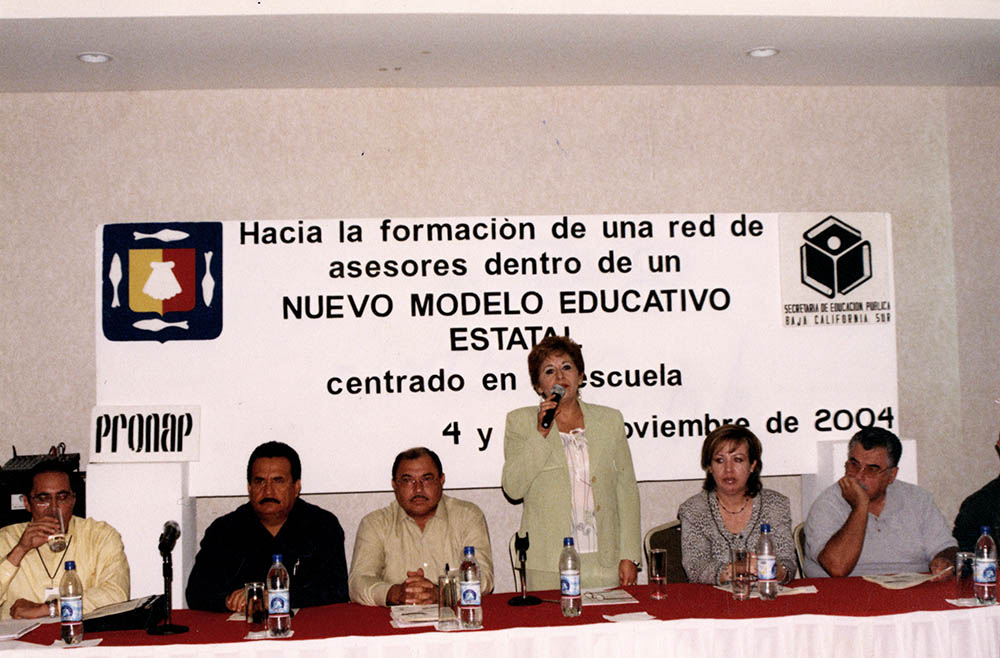 Hacia la formaciòn de una red de
asesores dentro de un
NUEVO MODELO EDUCATIVO
ESTATAL
centrado en escuela
4 y noviembre de 2004
SECRETARIA DE EDUCACION PUBLICA
BAJA CALIFORNIA SUR
PRONAP